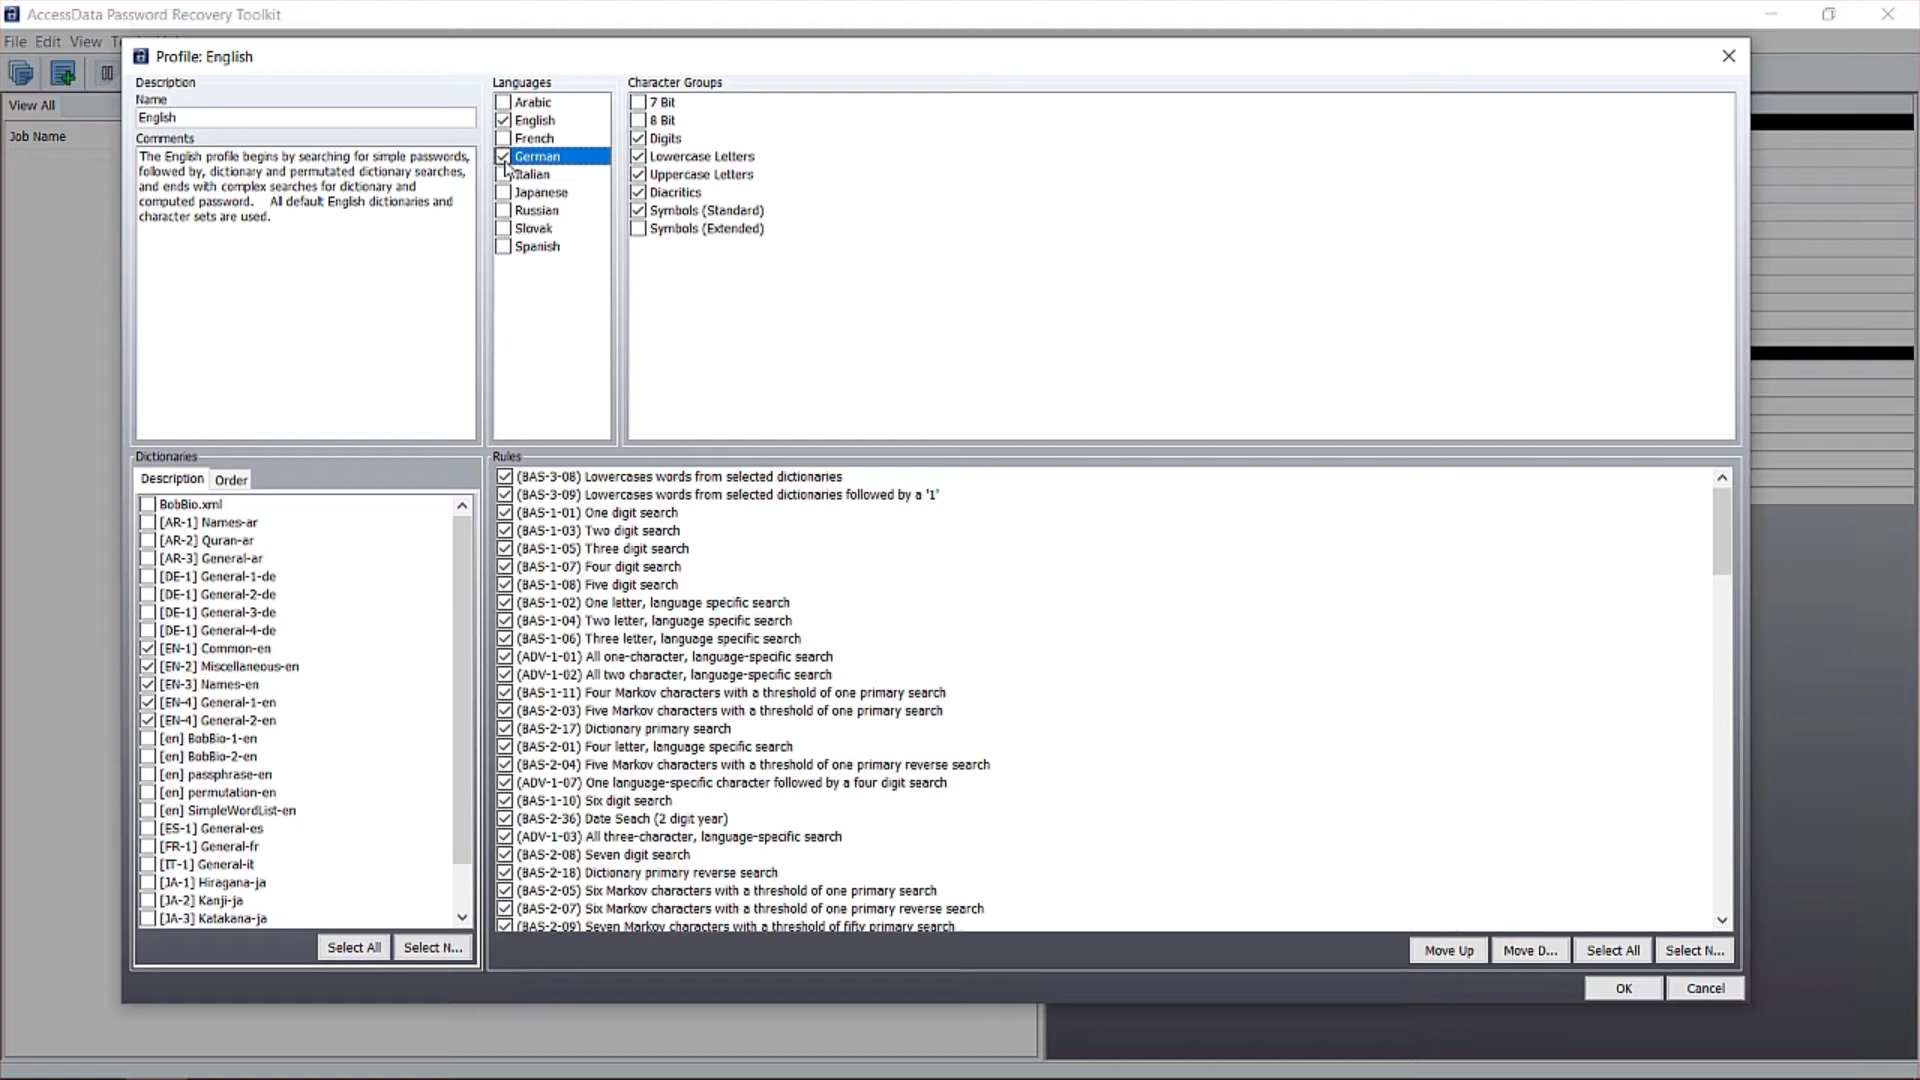 AccessData Password Recovery Toolkit
File Edit View
Profile: English
Description
Name
English
Comments
The English profile begins by searching for simple passwords,
followed by, dictionary and permutated dictionary searches,
and ends with complex searches for dictionary and
computed password. All default English dictionaries and
character sets are used.
Languages
Arabic
English
French
German
Italian
Japanese
Russian
Slovak
Spanish
Character Groups
7 Bit
8 Bit
Digits
Lowercase Letters
Uppercase Letters
Diacritics
Symbols (Standard)
Symbols (Extended)
View All
Job Name
Dictionaries
Description Order
BobBio.xml
[AR-1] Names-ar
[AR-2] Quran-ar
[AR-3] General-ar
[DE-1] General-1-de
[DE-1] General-2-de
[DE-1] General-3-de
[DE-1] General-4-de
[EN-1] Common-en
[EN-2] Miscellaneous-en
[EN-3] Names-en
[EN-4] General-1-en
[EN-4] General-2-en
[en] BobBio-1-en
[en] BobBio-2-en
[en] passphrase-en
[en] permutation-en
[en] SimpleWordList-en
[ES-1] General-es
[FR-1] General-fr
[IT-1] General-it
[JA-1] Hiragana-ja
[JA-2] Kanji-ja
[JA-3] Katakana-ja
Select All Select N...
Rules
(BAS-3-08) Lowercases words from selected dictionaries
(BAS-3-09) Lowercases words from selected dictionaries followed by a '1'
(BAS-1-01) One digit search
(BAS-1-03) Two digit search
(BAS-1-05) Three digit search
(BAS-1-07) Four digit search
(BAS-1-08) Five digit search
(BAS-1-02) One letter, language specific search
(BAS-1-04) Two letter, language specific search
(BAS-1-06) Three letter, language specific search
(ADV-1-01) All one-character, language-specific search
(ADV-1-02) All two character, language-specific search
(BAS-1-11) Four Markov characters with a threshold of one primary search
(BAS-2-03) Five Markov characters with a threshold of one primary search
(BAS-2-17) Dictionary primary search
(BAS-2-01) Four letter, language specific search
(BAS-2-04) Five Markov characters with a threshold of one primary reverse search
(ADV-1-07) One language-specific character followed by a four digit search
(BAS-1-10) Six digit search
(BAS-2-36) Date Seach (2 digit year)
(ADV-1-03) All three-character, language-specific search
(BAS-2-08) Seven digit search
(BAS-2-18) Dictionary primary reverse search
(BAS-2-05) Six Markov characters with a threshold of one primary search
(BAS-2-07) Six Markov characters with a threshold of one primary reverse search
(BAS-2-09) Seven Markov characters with a threshold of fifty primary search
Move Up Move D... Select All Select N...
OK Cancel